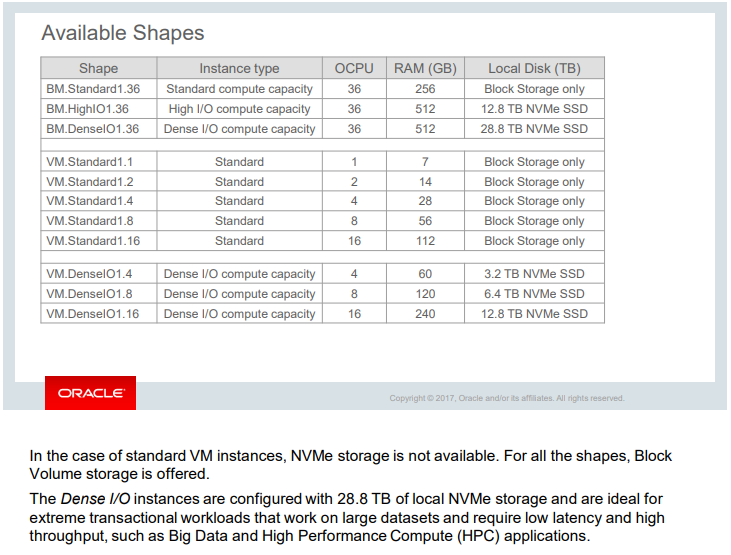 Available Shapes
Shape Instance type OCPU RAM (GB) Local Disk (TB)
BM.Standard1.36 Standard compute capacity 36 256 Block Storage only
BM.HighIO1.36 High I/O compute capacity 36 512 12.8 TB NVMe SSD
BM.DenseIO1.36 Dense I/O compute capacity 36 512 28.8 TB NVMe SSD
VM.Standard1.1 Standard 1 7 Block Storage only
VM.Standard1.2 Standard 2 14 Block Storage only
VM.Standard1.4 Standard 4 28 Block Storage only
VM.Standard1.8 Standard 8 56 Block Storage only
VM.Standard1.16 Standard 16 112 Block Storage only
VM.DenseIO1.4 Dense I/O compute capacity 4 60 3.2 TB NVMe SSD
VM.DenseIO1.8 Dense I/O compute capacity 8 120 6.4 TB NVMe SSD
VM.DenseIO1.16 Dense I/O compute capacity 16 240 12.8 TB NVMe SSD
ORACLE
Copyright © 2017, Oracle and/or its affiliates. All rights reserved.
In the case of standard VM instances, NVMe storage is not available. For all the shapes, Block
Volume storage is offered.
The Dense I/O instances are configured with 28.8 TB of local NVMe storage and are ideal for
extreme transactional workloads that work on large datasets and require low latency and high
throughput, such as Big Data and High Performance Compute (HPC) applications.